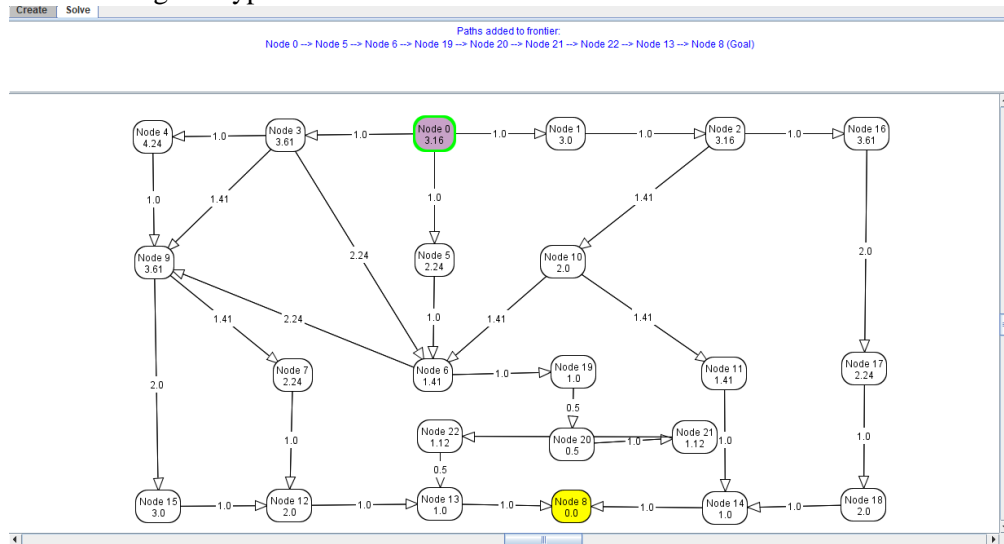 Create Solve
Paths added to frontier:
Node 0 --> Node 5 --> Node 6 --> Node 19 --> Node 20 --> Node 21 --> Node 22 --> Node 13 --> Node 8 (Goal)
Node 4
4.24
1.0
Node 3
3.61
1.0
Node 0
3.16
1.0
Node 1
3.0
1.0
Node 2
3.16
1.0
Node 16
3.61
1.0
1.41
1.0
1.41
Node 9
3.61
2.24
Node 5
2.24
Node 10
2.0
2.0
1.41
2.24
1.0
1.41
1.41
Node 7
2.24
Node 6
1.41
1.0
Node 19
1.0
Node 11
1.41
Node 17
2.24
2.0
0.5
1.0
Node 22
1.12
Node 20
0.5
1.0
Node 21
1.12
1.0
1.0
0.5
Node 15
3.0
1.0
Node 12
2.0
1.0
Node 13
1.0
1.0
Node 8
0.0
1.0
Node 14
1.0
1.0
Node 18
2.0